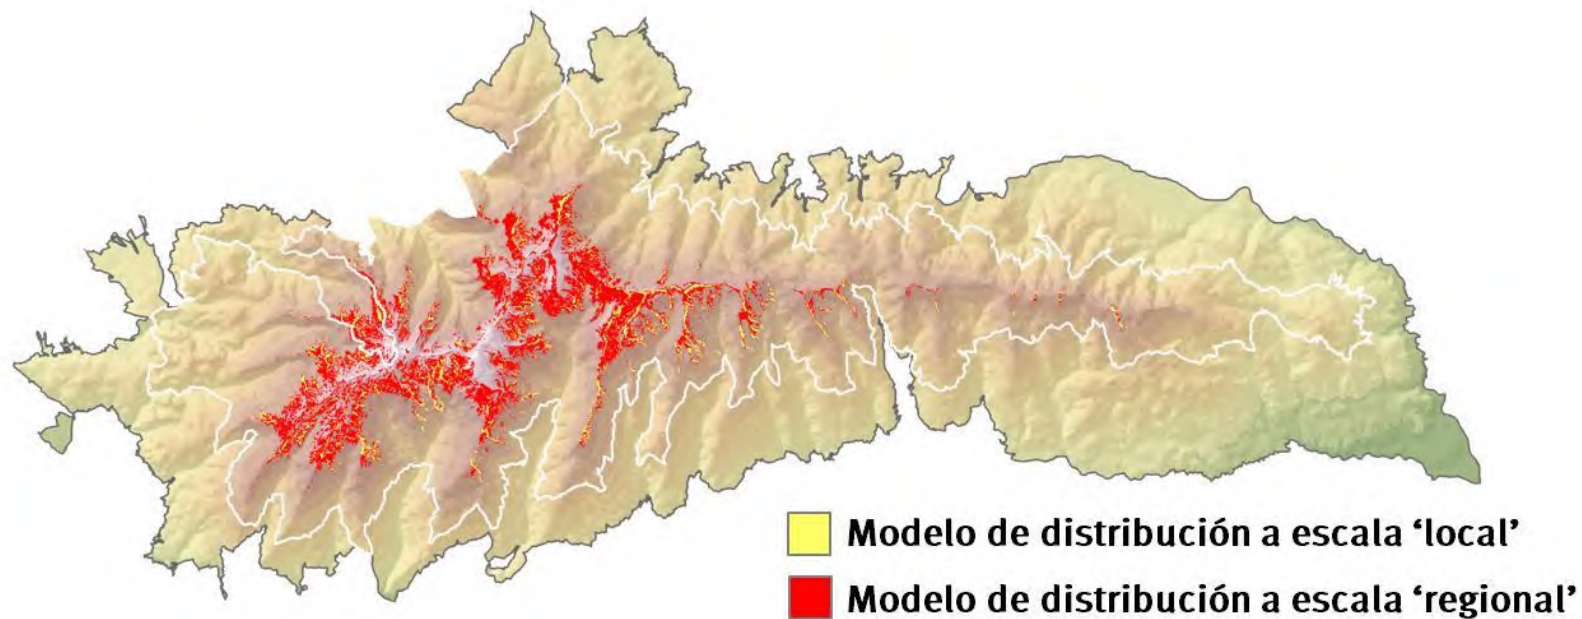 Modelo de distribución a escala ‘local’
Modelo de distribución a escala ‘regional’